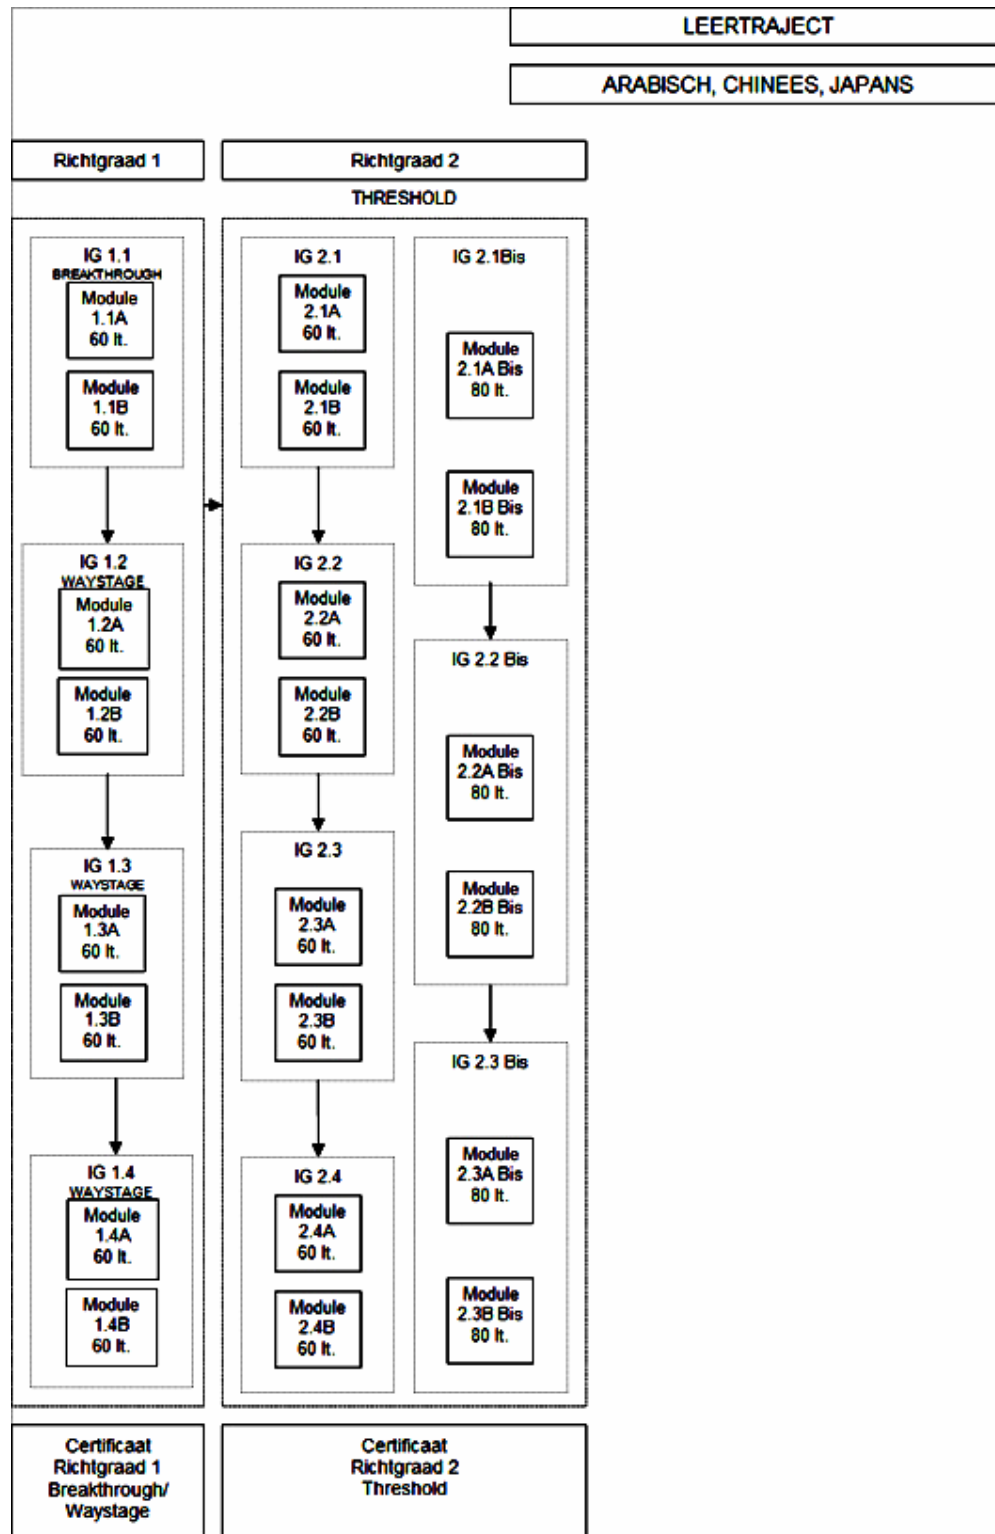 LEERTRAJECT
ARABISCH, CHINEES, JAPANS
Richtgraad 1
Richtgraad 2
THRESHOLD
IG 1.1
BREAKTHROUGH
Module
1.1A
60 lt.
Module
1.1B
60 lt.
IG 1.2
WAYSTAGE
Module
1.2A
60 lt.
Module
1.2B
60 lt.
IG 1.3
WAYSTAGE
Module
1.3A
60 lt.
Module
1.3B
60 lt.
IG 1.4
WAYSTAGE
Module
1.4A
60 lt.
Module
1.4B
60 lt.
IG 2.1
Module
2.1A
60 lt.
Module
2.1B
60 lt.
IG 2.2
Module
2.2A
60 lt.
Module
2.2B
60 lt.
IG 2.3
Module
2.3A
60 lt.
Module
2.3B
60 lt.
IG 2.4
Module
2.4A
60 lt.
Module
2.4B
60 lt.
IG 2.1Bis
Module
2.1A Bis
80 lt.
Module
2.1B Bis
80 lt.
IG 2.2 Bis
Module
2.2A Bis
80 lt.
Module
2.2B Bis
80 lt.
IG 2.3 Bis
Module
2.3A Bis
80 lt.
Module
2.3B Bis
80 lt.
Certificaat
Richtgraad 1
Breakthrough/
Waystage
Certificaat
Richtgraad 2
Threshold